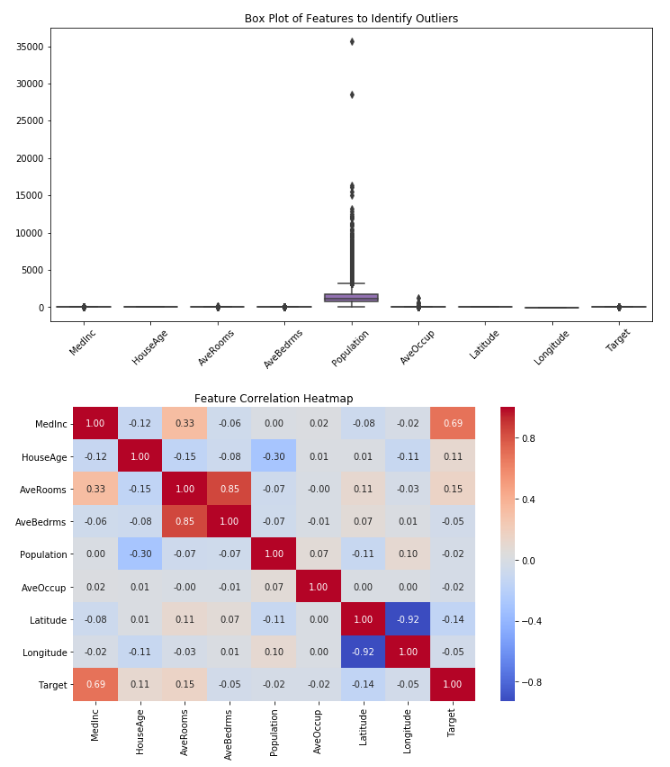 Box Plot of Features to Identify Outliers
35000
30000
25000
20000
15000
10000
5000
0
MedInc HouseAge AveRooms AveBedrms Population AveOccup Latitude Longitude Target
Feature Correlation Heatmap
MedInc 1.00 -0.12 0.33 -0.06 0.00 0.02 -0.08 -0.02 0.69
HouseAge -0.12 1.00 -0.15 -0.08 -0.30 0.01 0.01 -0.11 0.11
AveRooms 0.33 -0.15 1.00 0.85 -0.07 -0.00 0.11 -0.03 0.15
AveBedrms -0.06 -0.08 0.85 1.00 -0.07 -0.01 0.07 0.01 -0.05
Population 0.00 -0.30 -0.07 -0.07 1.00 0.07 -0.11 0.10 -0.02
AveOccup 0.02 0.01 -0.00 -0.01 0.07 1.00 0.00 0.00 -0.02
Latitude -0.08 0.01 0.11 0.07 -0.11 0.00 1.00 -0.92 -0.14
Longitude -0.02 -0.11 -0.03 0.01 0.10 0.00 -0.92 1.00 -0.05
Target 0.69 0.11 0.15 -0.05 -0.02 -0.02 -0.14 -0.05 1.00
MedInc HouseAge AveRooms AveBedrms Population AveOccup Latitude Longitude Target
0.8
0.4
0.0
−0.4
−0.8